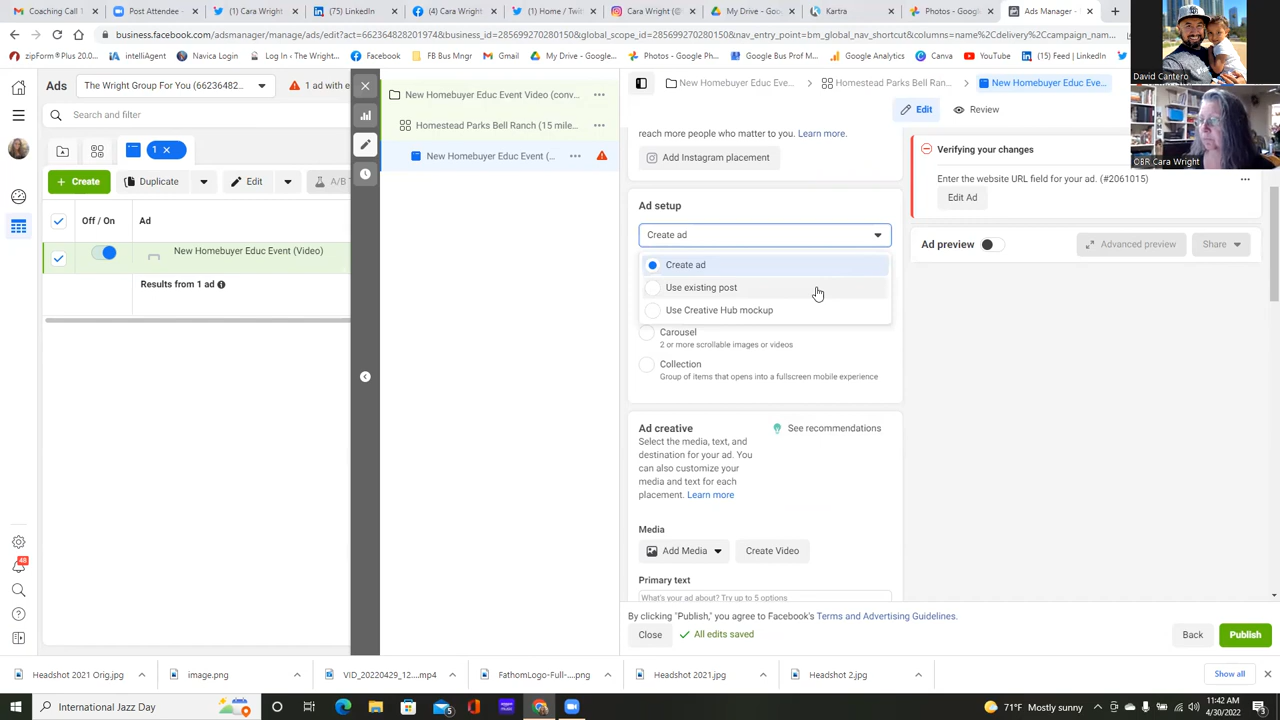 Coaching Call 1
Post Attendee -
(1) Cara Wright
(75) LinkedIn
(4) Cara Wright
(1) Home / Twitt
Cara Wright @
My Drive – G
Kartra
Photos - Goo
Ads Manager -
business.facebook.com/adsmanager/manage/ads/edit?act=662364828201974&business_id=285699270280150&global_scope_id=285699270280150&nav_entry_point=bm_global_nav_shortcut&columns=name%2Cdelivery%2Ccampaign_nam...
zipForm® Plus 20.0...
intelliAgent
Navica Login
(1) Twitter
Facebook
FB Bus MGR
Gmail
My Drive - Google...
Photos Personal
Google Bus Prof M...
Google Photos
Canva
YouTube
(15) Feed | LinkedIn
David Cantero
OBR Cara Wright
Ads
The Wright Group For You (66236482...
Search and filter
1
Create
Duplicate
Edit
A/B
Off / On
Ad
New Homebuyer Educ Event (Video)
Results from 1 ad
New Homebuyer Educ Event Video (conv...
Homestead Parks Bell Ranch (15 mile...
New Homebuyer Educ Event (...
New Homebuyer Educ Eve...
Homestead Parks Bell Ran...
New Homebuyer Educ Eve...
Edit
Review
reach more people who matter to you. Learn more.
Add Instagram placement
Ad setup
Create ad
Create ad
Use existing post
Use Creative Hub mockup
Carousel
2 or more scrollable images or videos
Collection
Group of items that opens into a fullscreen mobile experience
Ad creative
See recommendations
Select the media, text, and
destination for your ad. You
can also customize your
media and text for each
placement. Learn more
Media
Add Media
Create Video
Primary text
What's your ad about? Try up to 5 options
Verifying your changes
Enter the website URL field for your ad. (#2061015)
Edit Ad
Ad preview
Advanced preview
Share
By clicking "Publish," you agree to Facebook's Terms and Advertising Guidelines.
Close
All edits saved
Back
Publish
48
Headshot 2021 Orig.jpg
image.png
VID_20220429_12....mp4
FathomLogo-Full-....png
Headshot 2021.jpg
Headshot 2.jpg
Show all
International Jazz Day
5
71°F Mostly sunny
11:42 AM
4/30/2022
3